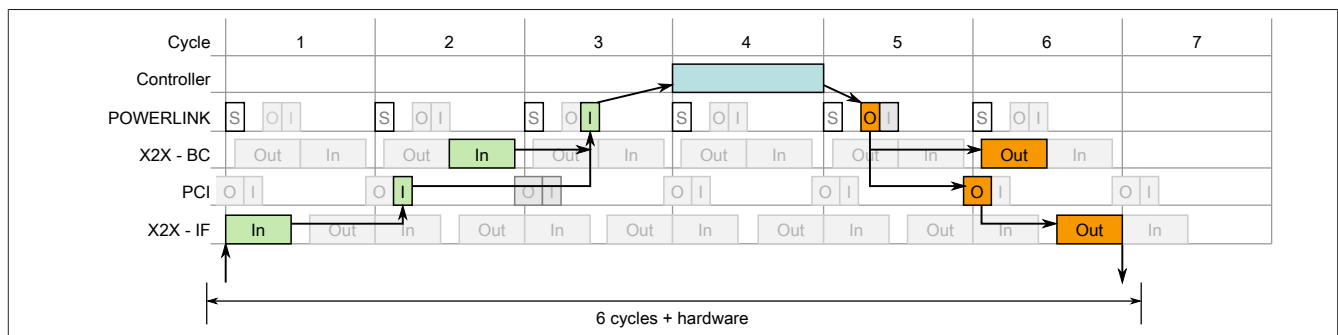 Cycle 1 2 3 4 5 6 7
Controller
POWERLINK S O I S O I S O I S O I S O I S O I
X2X - BC Out In Out In Out In Out In Out In Out In
PCI O I O I O I O I O I O I O I
X2X - IF In Out In Out In Out In Out In Out In Out In
6 cycles + hardware